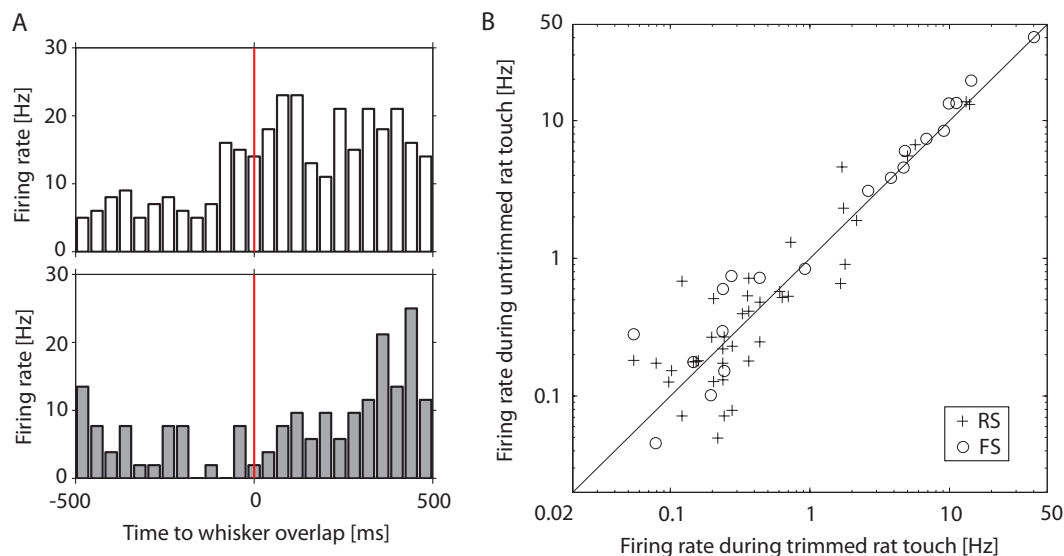 A
B
30
20
10
0
Firing rate [Hz]
30
20
10
0
Firing rate [Hz]
-500
0
500
Time to whisker overlap [ms]
50
10
1
0.1
Firing rate during untrimmed rat touch [Hz]
RS
FS
0.02
0.1
1
10
50
Firing rate during trimmed rat touch [Hz]